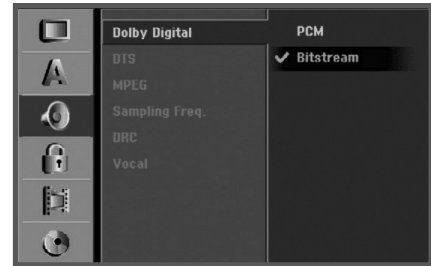 Dolby Digital
DTS
MPEG
Sampling Freq.
DRC
Vocal
PCM
✔ Bitstream